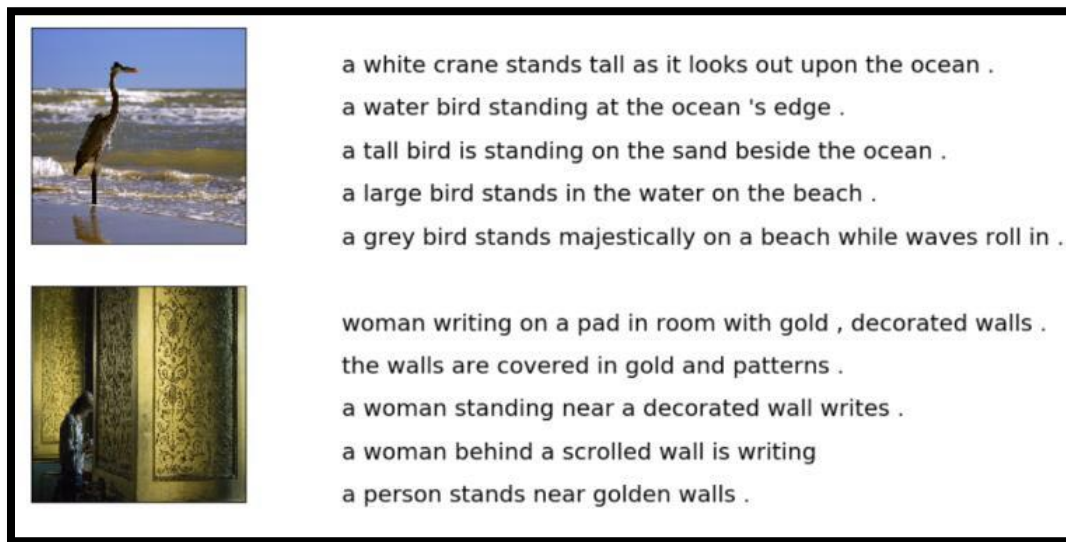 a white crane stands tall as it looks out upon the ocean .
a water bird standing at the ocean 's edge .
a tall bird is standing on the sand beside the ocean .
a large bird stands in the water on the beach .
a grey bird stands majestically on a beach while waves roll in .
woman writing on a pad in room with gold , decorated walls .
the walls are covered in gold and patterns .
a woman standing near a decorated wall writes .
a woman behind a scrolled wall is writing
a person stands near golden walls .